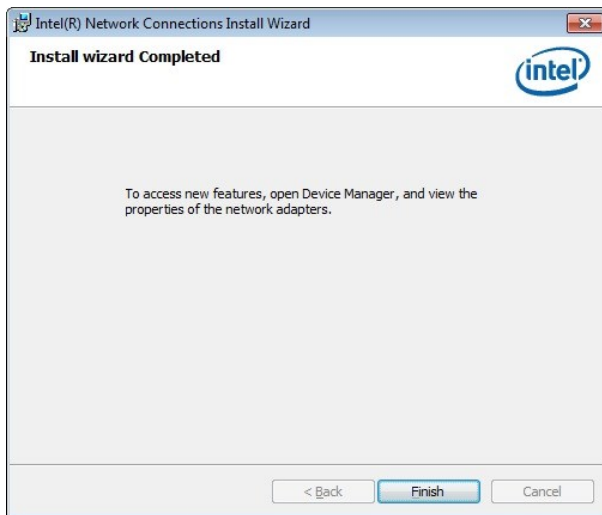 Intel(R) Network Connections Install Wizard
Install wizard Completed
intel
To access new features, open Device Manager, and view the
properties of the network adapters.
< Back
Finish
Cancel